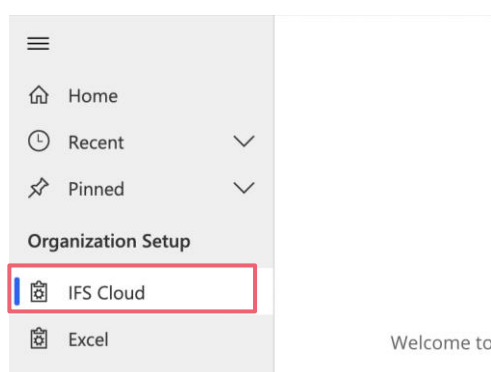 Home
Recent
Pinned
Organization Setup
IFS Cloud
Excel
Welcome to